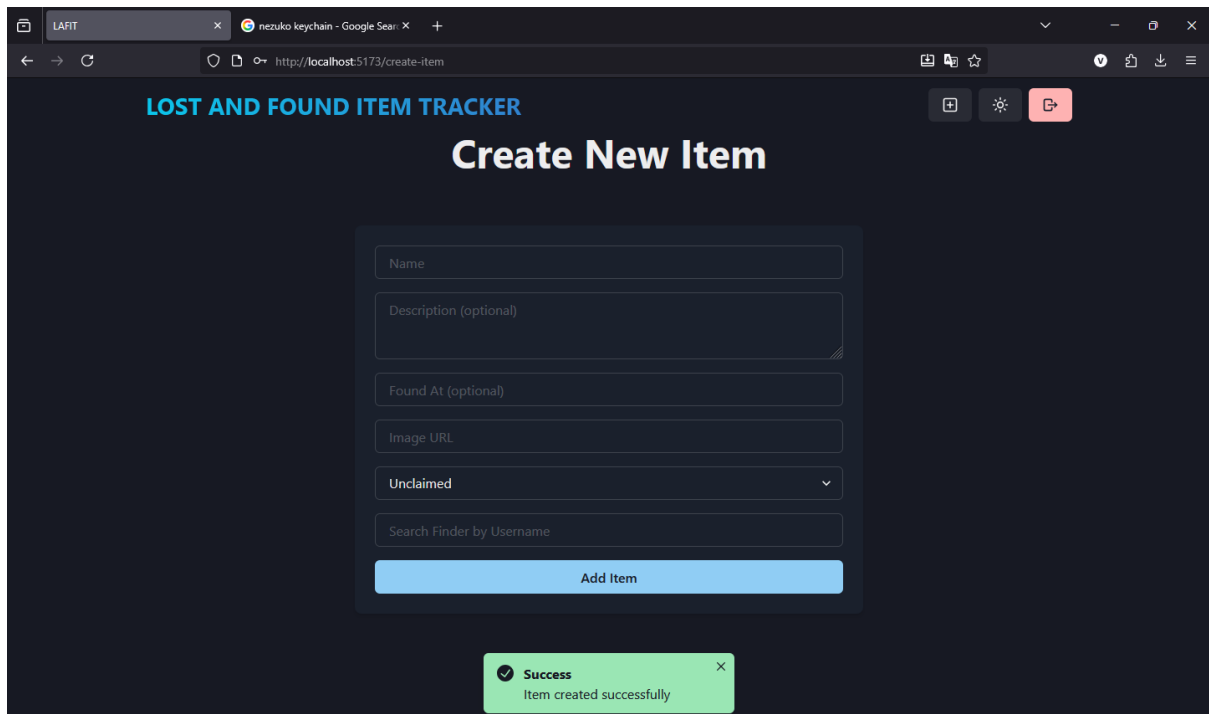 LAFIT
nezuko keychain - Google Sear
http://localhost:5173/create-item
V
LOST AND FOUND ITEM TRACKER
Create New Item
Name
Description (optional)
Found At (optional)
Image URL
Unclaimed
Search Finder by Username
Add Item
Success
Item created successfully